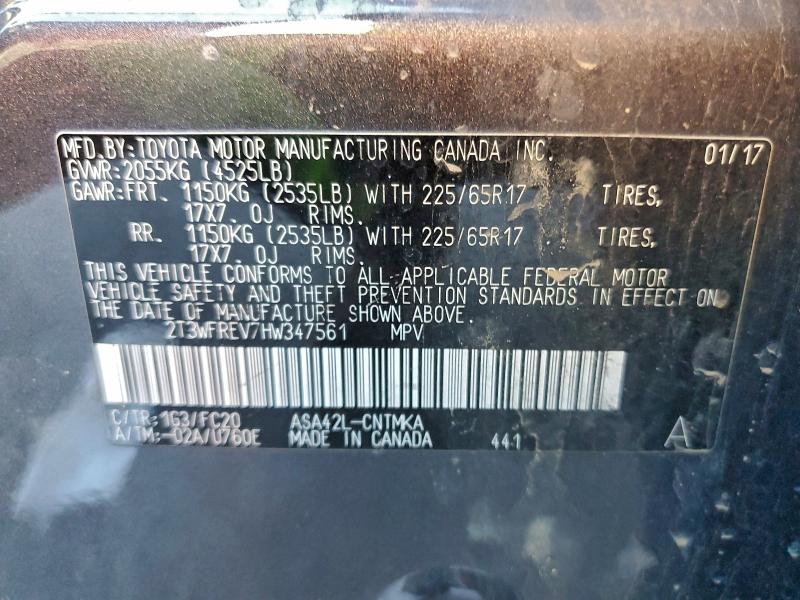 MFD.BY:TOYOTA MOTOR MANUFACTURING CANADA INC. 01/17
GVWR:2055KG (4525LB)
GAWR:FRT. 1150KG (2535LB) WITH 225/65R17 TIRES,
17X7.0J RIMS.
RR. 1150KG (2535LB) WITH 225/65R17 TIRES,
17X7.0J RIMS.
THIS VEHICLE CONFORMS TO ALL APPLICABLE FEDERAL MOTOR
VEHICLE SAFETY AND THEFT PREVENTION STANDARDS IN EFFECT ON
THE DATE OF MANUFACTURE SHOWN ABOVE.
2T3WFREV7HW347561 MPV
C/TR:1G3/FC20 ASA42L-CNTMKA
A/TM:-02A/U760E MADE IN CANADA 441 A